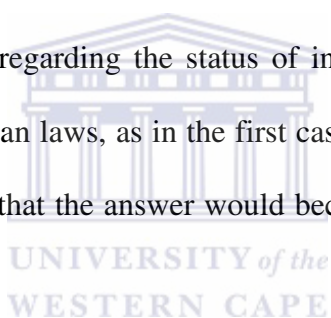 regarding the status of in
an laws, as in the first cas
that the answer would bec
UNIVERSITY of the
WESTERN CAPE